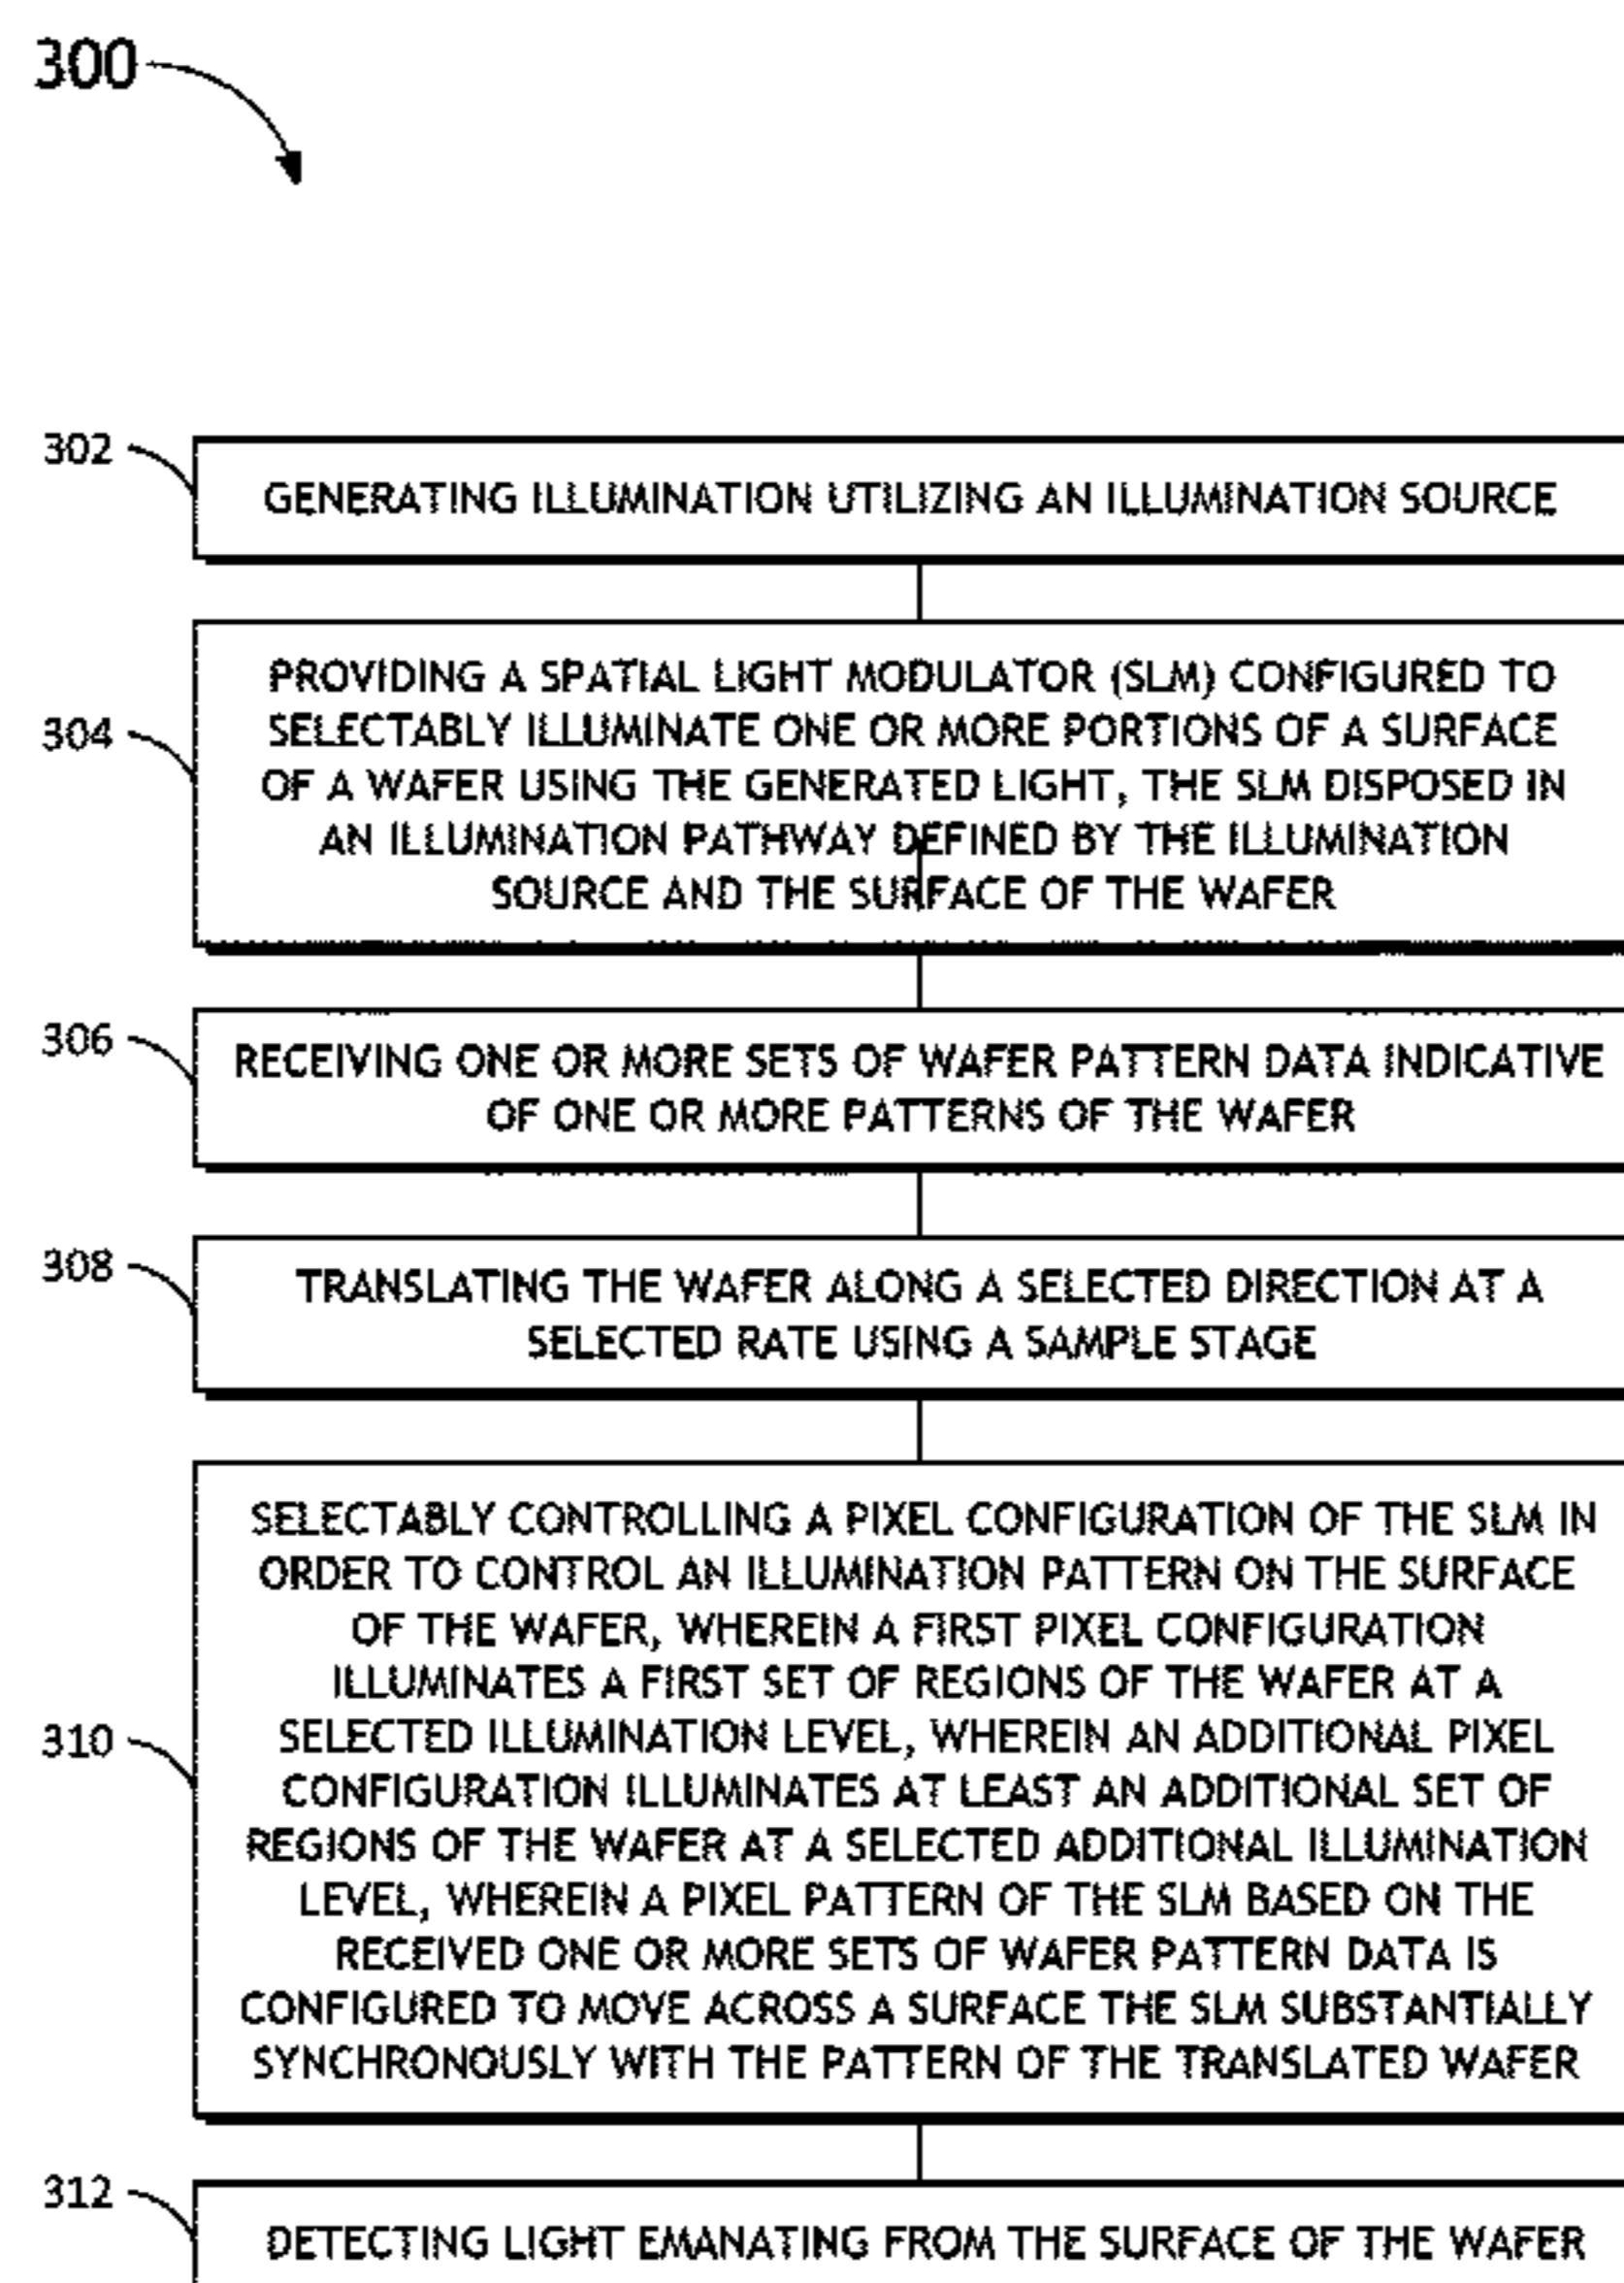 300
302
GENERATING ILLUMINATION UTILIZING AN ILLUMINATION SOURCE
304
PROVIDING A SPATIAL LIGHT MODULATOR (SLM) CONFIGURED TO
SELECTABLY ILLUMINATE ONE OR MORE PORTIONS OF A SURFACE
OF A WAFER USING THE GENERATED LIGHT, THE SLM DISPOSED IN
AN ILLUMINATION PATHWAY DEFINED BY THE ILLUMINATION
SOURCE AND THE SURFACE OF THE WAFER
306
RECEIVING ONE OR MORE SETS OF WAFER PATTERN DATA INDICATIVE
OF ONE OR MORE PATTERNS OF THE WAFER
308
TRANSLATING THE WAFER ALONG A SELECTED DIRECTION AT A
SELECTED RATE USING A SAMPLE STAGE
310
SELECTABLY CONTROLLING A PIXEL CONFIGURATION OF THE SLM IN
ORDER TO CONTROL AN ILLUMINATION PATTERN ON THE SURFACE
OF THE WAFER, WHEREIN A FIRST PIXEL CONFIGURATION
ILLUMINATES A FIRST SET OF REGIONS OF THE WAFER AT A
SELECTED ILLUMINATION LEVEL, WHEREIN AN ADDITIONAL PIXEL
CONFIGURATION ILLUMINATES AT LEAST AN ADDITIONAL SET OF
REGIONS OF THE WAFER AT A SELECTED ADDITIONAL ILLUMINATION
LEVEL, WHEREIN A PIXEL PATTERN OF THE SLM BASED ON THE
RECEIVED ONE OR MORE SETS OF WAFER PATTERN DATA IS
CONFIGURED TO MOVE ACROSS A SURFACE THE SLM SUBSTANTIALLY
SYNCHRONOUSLY WITH THE PATTERN OF THE TRANSLATED WAFER
312
DETECTING LIGHT EMANATING FROM THE SURFACE OF THE WAFER